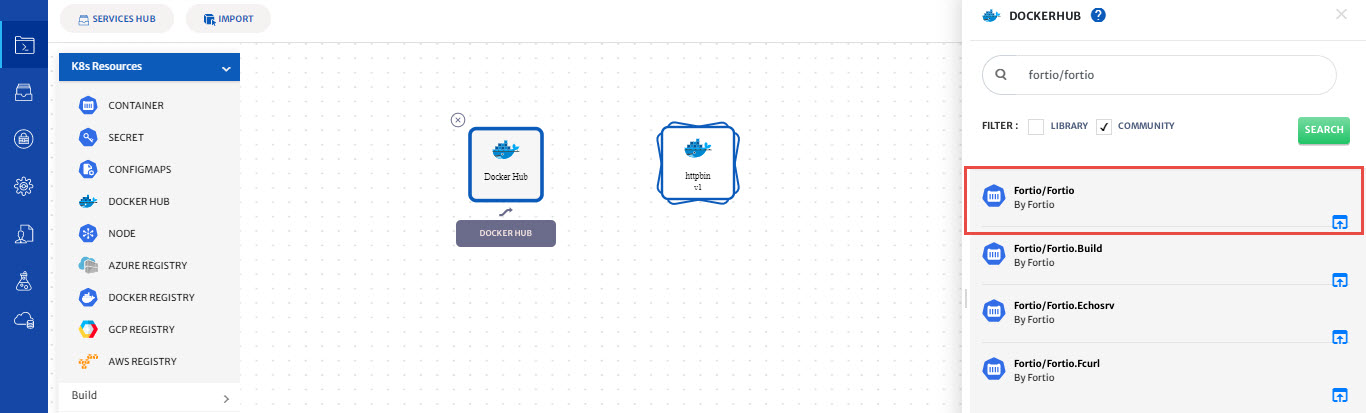 SERVICES HUB
IMPORT
K8s Resources
CONTAINER
SECRET
CONFIGMAPS
DOCKER HUB
NODE
AZURE REGISTRY
DOCKER REGISTRY
GCP REGISTRY
AWS REGISTRY
Build
Docker Hub
DOCKER HUB
httpbin
v1
DOCKERHUB ?
fortio/fortio
FILTER : LIBRARY COMMUNITY
SEARCH
Fortio/Fortio
By Fortio
Fortio/Fortio.Build
By Fortio
Fortio/Fortio.Echosrv
By Fortio
Fortio/Fortio.Fcurl
By Fortio